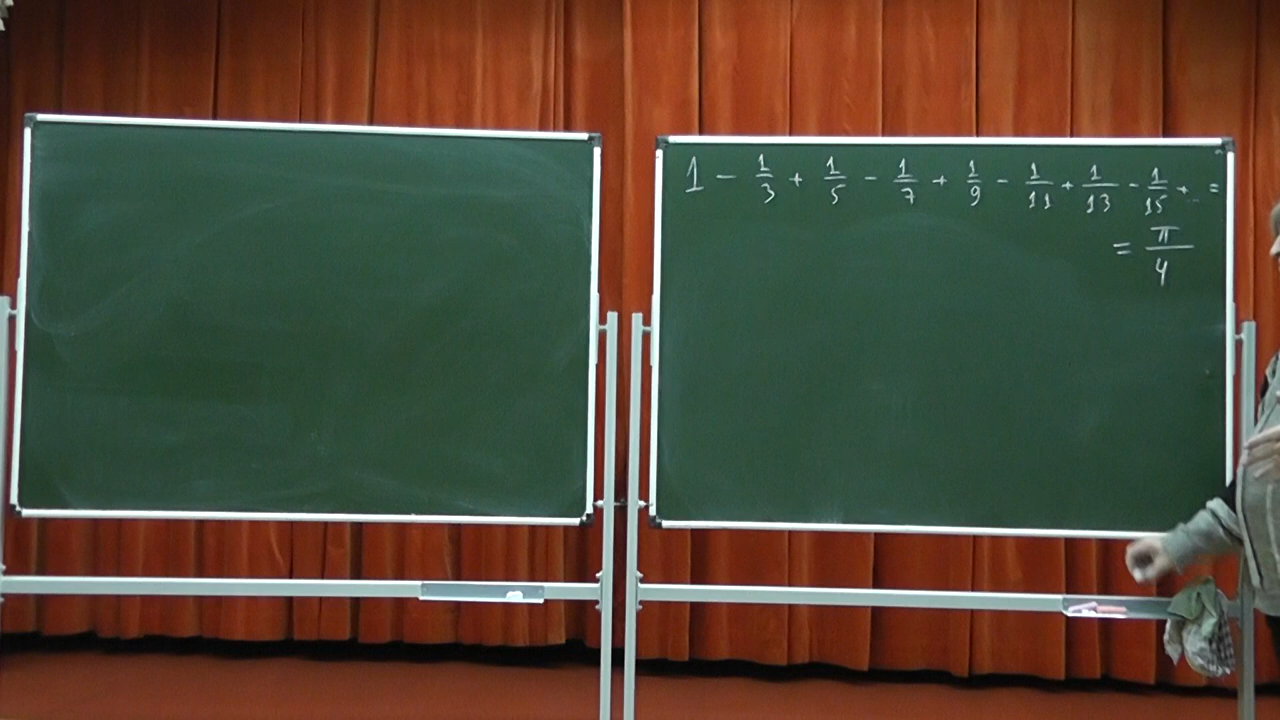 1 - 1/3 + 1/5 - 1/7 + 1/9 - 1/11 + 1/13 - 1/15 + ... =
= π/4